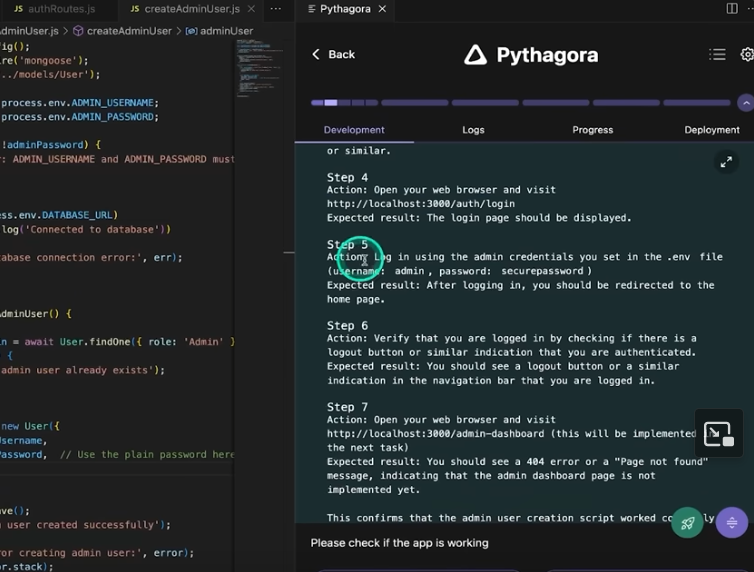 authRoutes.js
createAdminUser.js
dminUser.js > createAdminUser.js > adminUser
fig();
ire('mongoose');
../models/User');
process.env.ADMIN_USERNAME;
process.env.ADMIN_PASSWORD;
!adminPassword) {
: ADMIN_USERNAME and ADMIN_PASSWORD must
ess.env.DATABASE_URL)
log('Connected to database'))
tabase connection error:', err);
dminUser() {
in = await User.findOne({ role: 'Admin' }
{
admin user already exists');
new User({
sername,
assword, // Use the plain password here
ve();
user created successfully');
or creating admin user:', error);
or.stack);
Pythagora
Back
Pythagora
Development
Logs
Progress
Deployment
or similar.
Step 4
Action: Open your web browser and visit
http://localhost:3000/auth/login
Expected result: The login page should be displayed.
Step 5
Action: Log in using the admin credentials you set in the .env file
(username: admin, password: securepassword)
Expected result: After logging in, you should be redirected to the
home page.
Step 6
Action: Verify that you are logged in by checking if there is a
logout button or similar indication that you are authenticated.
Expected result: You should see a logout button or a similar
indication in the navigation bar that you are logged in.
Step 7
Action: Open your web browser and visit
http://localhost:3000/admin-dashboard (this will be implemented
the next task)
Expected result: You should see a 404 error or a "Page not found"
message, indicating that the admin dashboard page is not
implemented yet.
This confirms that the admin user creation script worked
Please check if the app is working